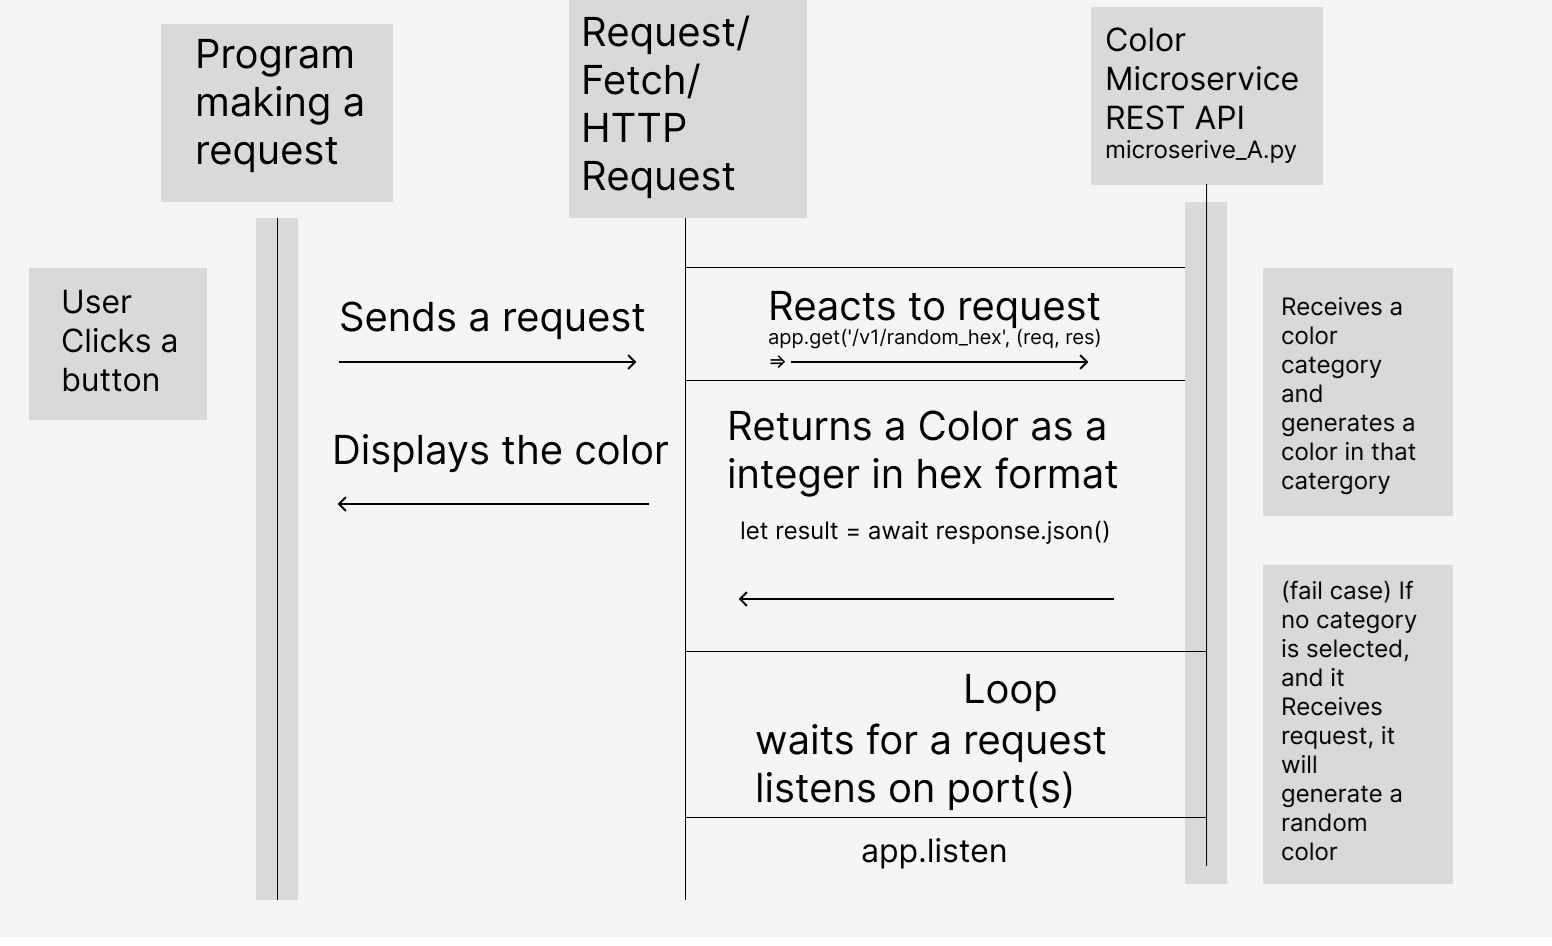 Program
making a
request
Request/
Fetch/
HTTP
Request
Color
Microservice
REST API
microserive_A.py
User
Clicks a
button
Sends a request
Reacts to request
app.get('/v1/random_hex', (req, res)
=>
Receives a
color
category
and
generates a
color in that
catergory
Displays the color
Returns a Color as a
integer in hex format
let result = await response.json()
(fail case) If
no category
is selected,
and it
Receives
request, it
will
generate a
random
color
Loop
waits for a request
listens on port(s)
app.listen